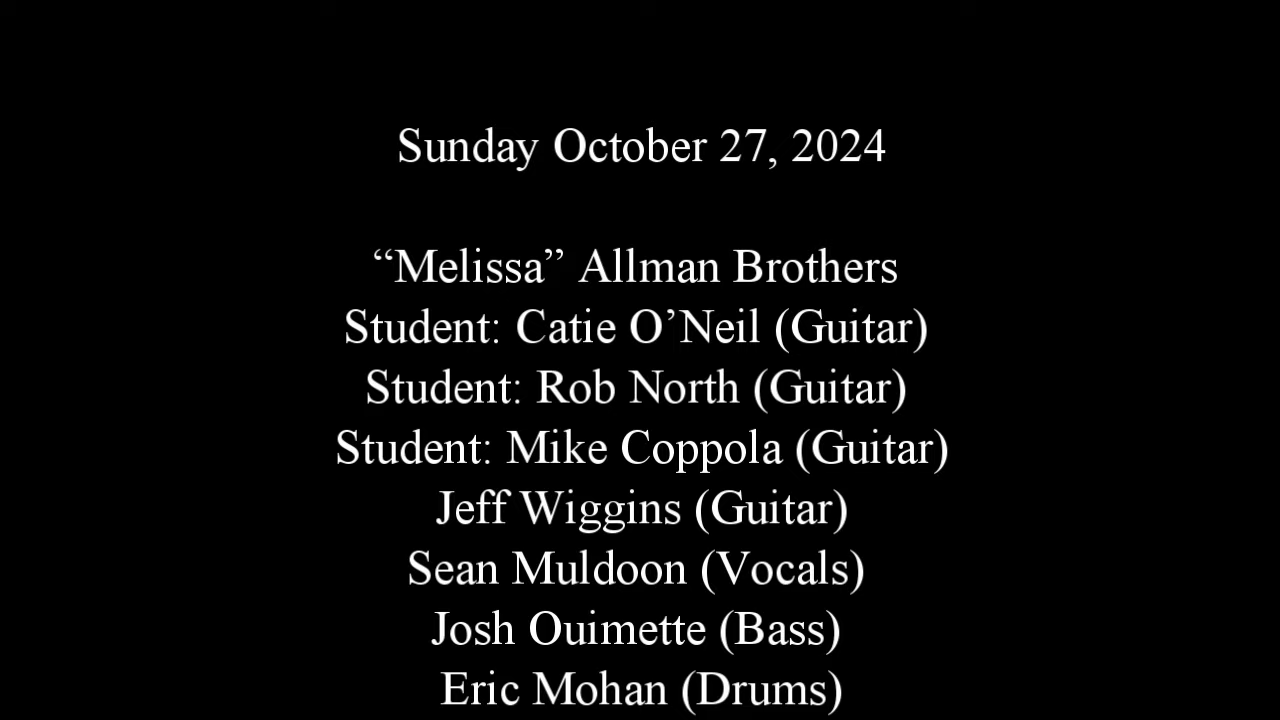 Sunday October 27, 2024
“Melissa” Allman Brothers
Student: Catie O’Neil (Guitar)
Student: Rob North (Guitar)
Student: Mike Coppola (Guitar)
Jeff Wiggins (Guitar)
Sean Muldoon (Vocals)
Josh Ouimette (Bass)
Eric Mohan (Drums)